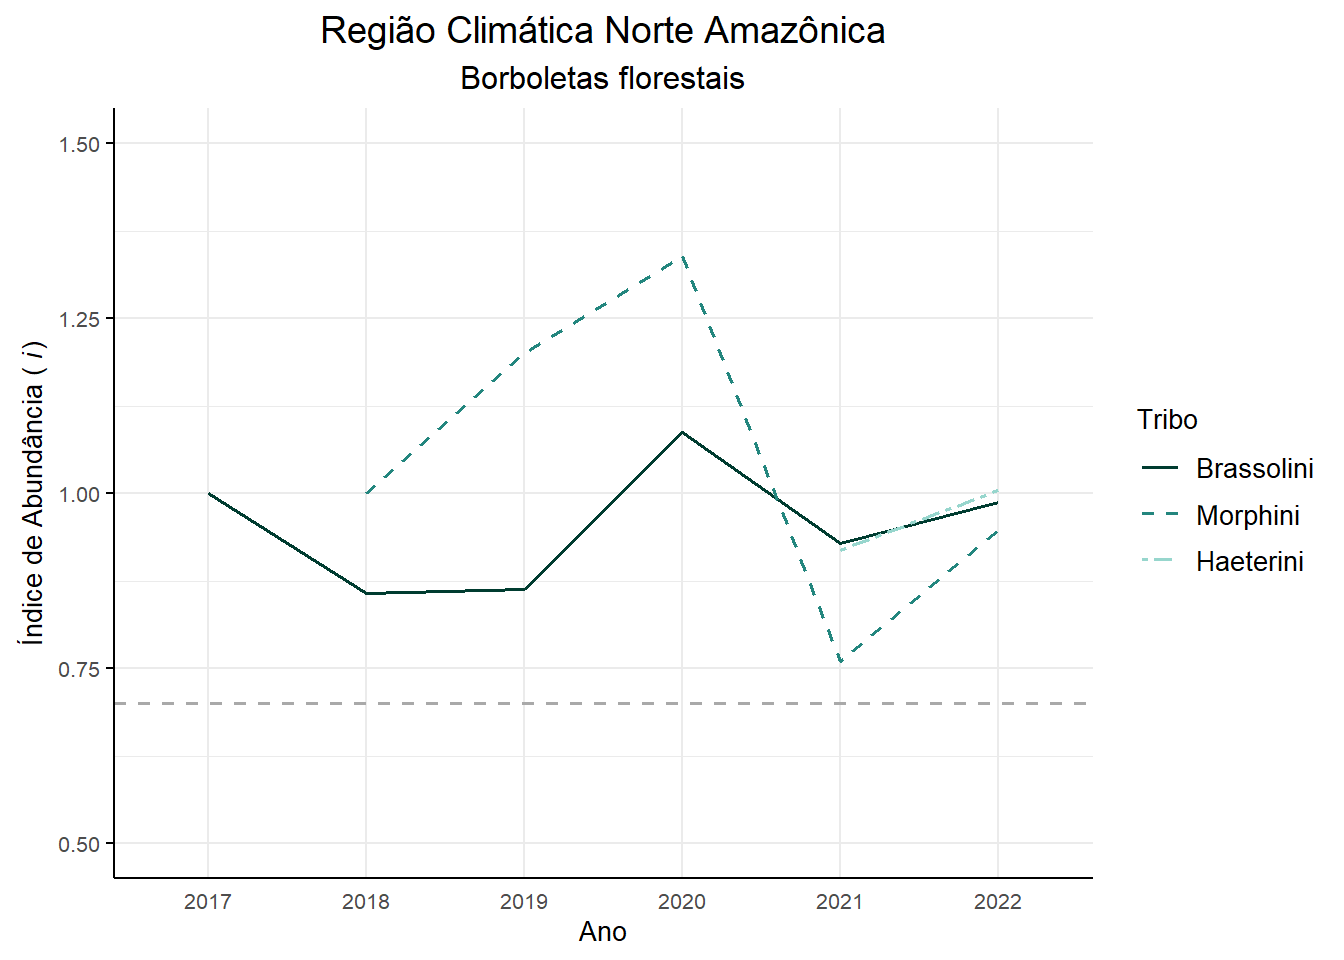 Região Climática Norte Amazônica
Borboletas florestais
Índice de Abundância ( i)
1.50
1.25
1.00
0.75
0.50
2017 2018 2019 2020 2021 2022
Ano
Tribo
Brassolini
Morphini
Haeterini